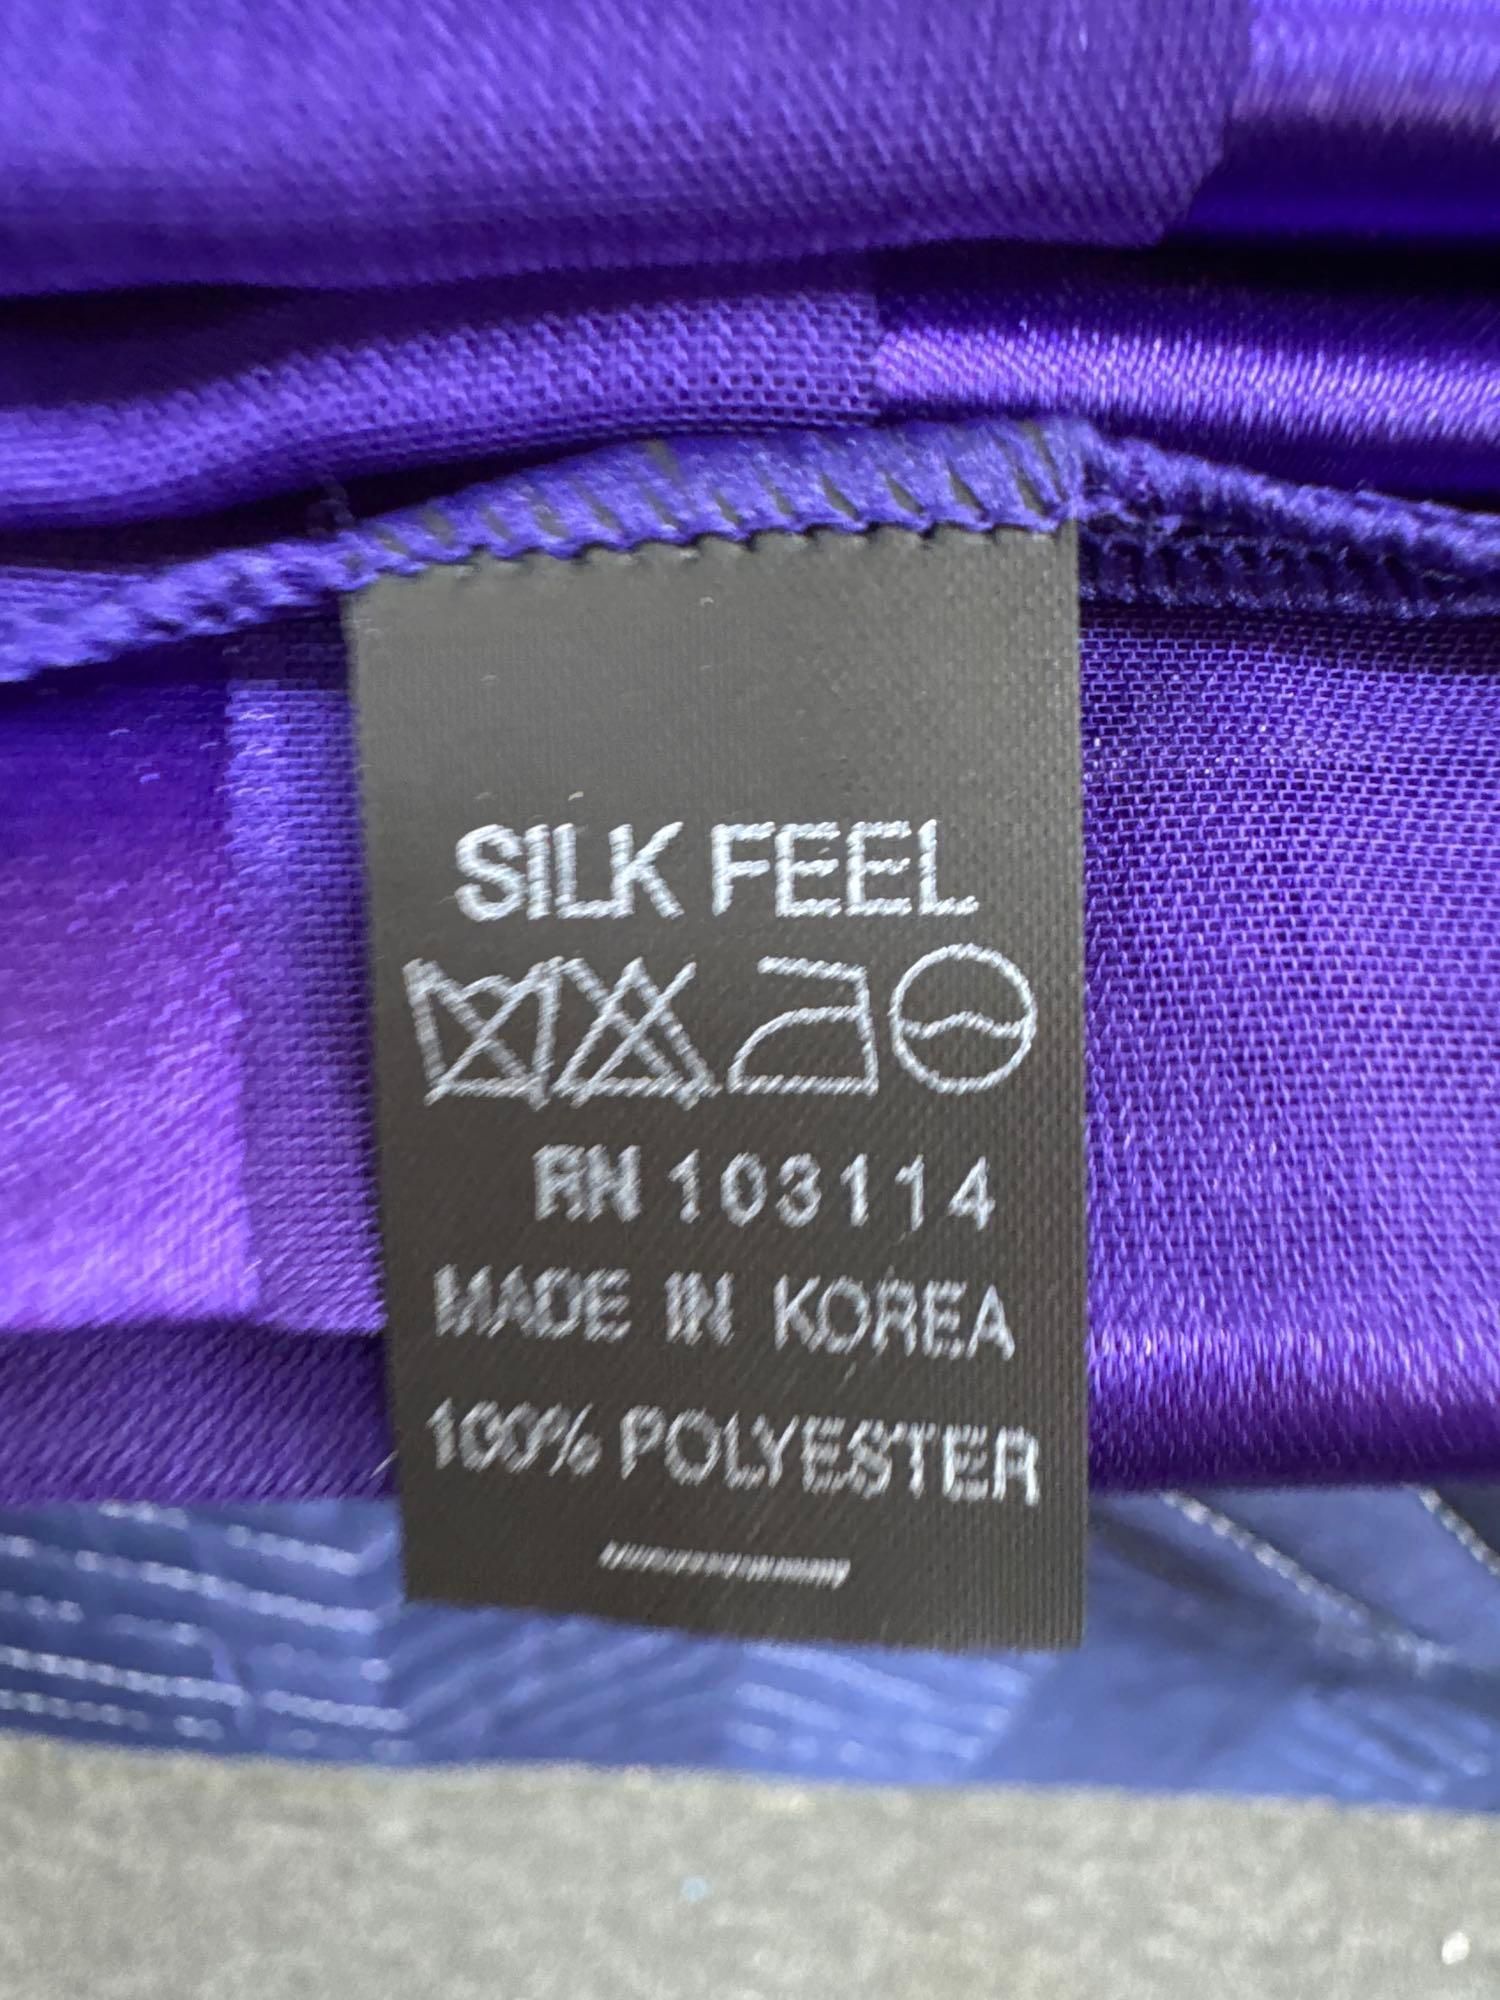 SILK FEEL
RN 103114
MADE IN KOREA
100% POLYESTER